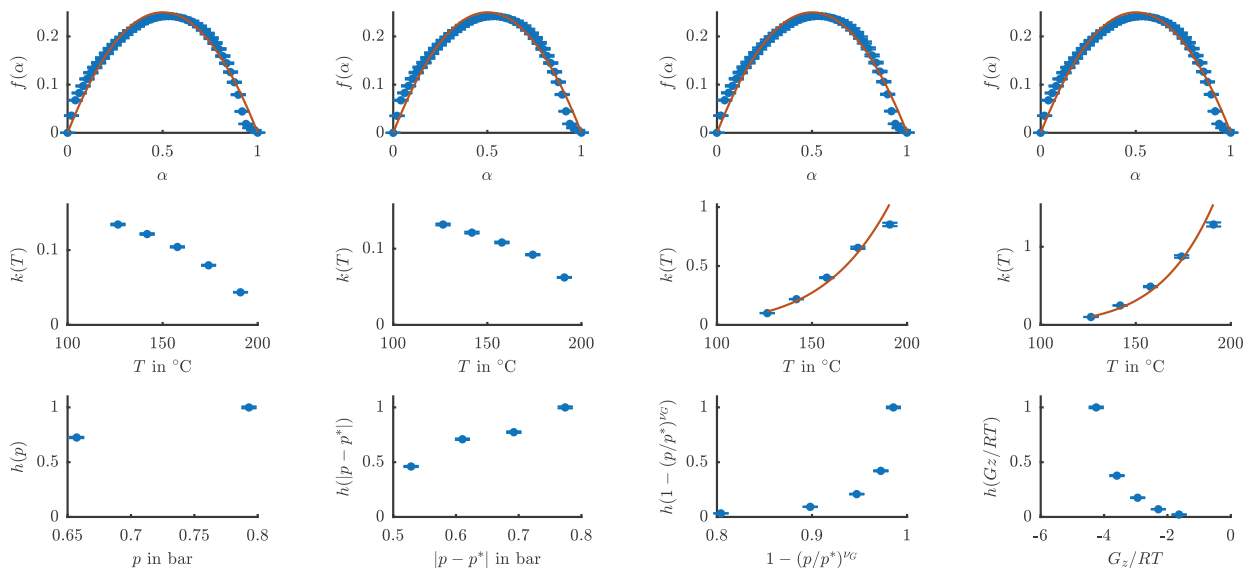 f(α)
0.2
0.1
0
0 0.5 1
α
f(α)
0.2
0.1
0
0 0.5 1
α
f(α)
0.2
0.1
0
0 0.5 1
α
f(α)
0.2
0.1
0
0 0.5 1
α
k(T)
0.1
0
100 150 200
T in °C
k(T)
0.1
0
100 150 200
T in °C
k(T)
1
0.5
0
100 150 200
T in °C
k(T)
1
0
100 150 200
T in °C
h(p)
1
0.5
0
0.65 0.7 0.75 0.8
p in bar
h(|p − p*|)
1
0.5
0
0.5 0.6 0.7 0.8
|p − p*| in bar
h(1 − (p/p*)^νG)
1
0.5
0
0.8 0.9 1
1 − (p/p*)^νG
h(Gz/RT)
1
0.5
0
-6 -4 -2 0
G_z/RT